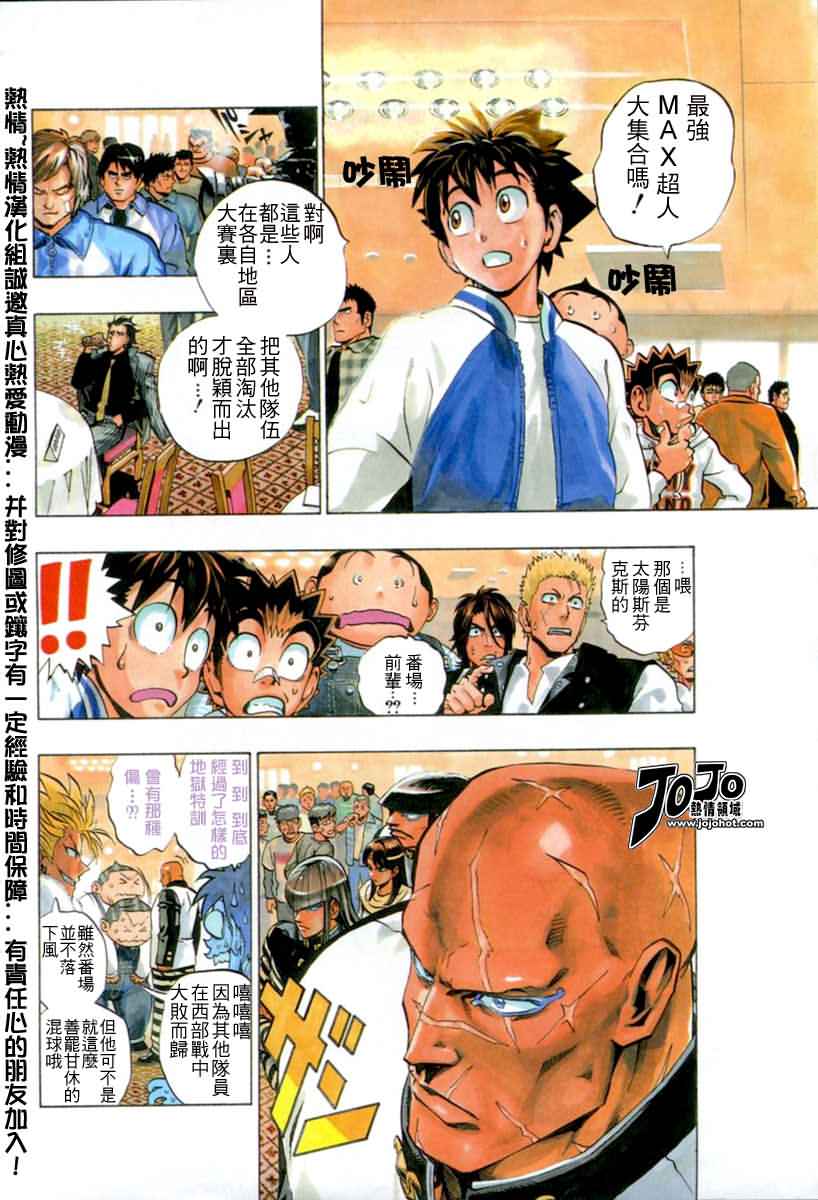 最強
MAX超人
大集合嗎！
吵鬧
吵鬧
對啊
這些人
都是…
在各自地區
大賽裏
把其他隊伍
全部淘汰
才脫穎而出
的啊…！
…喂
那個是
太陽斯芬
克斯的
番場…
前輩…??
!!
JOJO
熱情領域
www.jojohot.com
ガン
到到到底
經過了怎樣的
地獄特訓
會有那種
傷…??
嘻嘻嘻
因為其他隊員
在西部戰中
大敗而歸
雖然番場
並不落
下風
但他可不是
就這麼
善罷甘休的
混球哦
熱情~熱情漢化組誠邀真心熱愛動漫…并對修圖或鑲字有一定經驗和時間保障…有責任心的朋友加入！